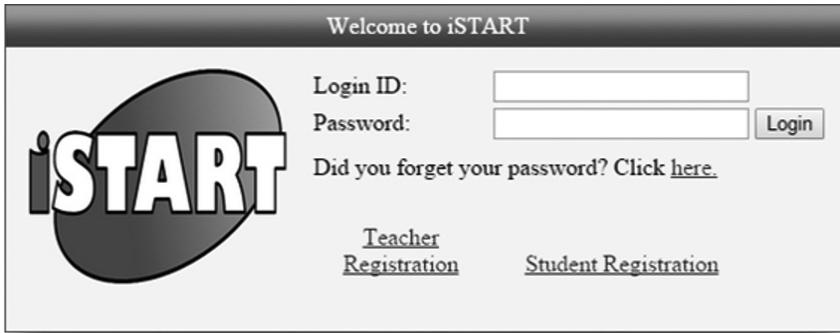 Welcome to iSTART
iSTART
Login ID:
Password:
Login
Did you forget your password? Click here.
Teacher
Registration
Student Registration